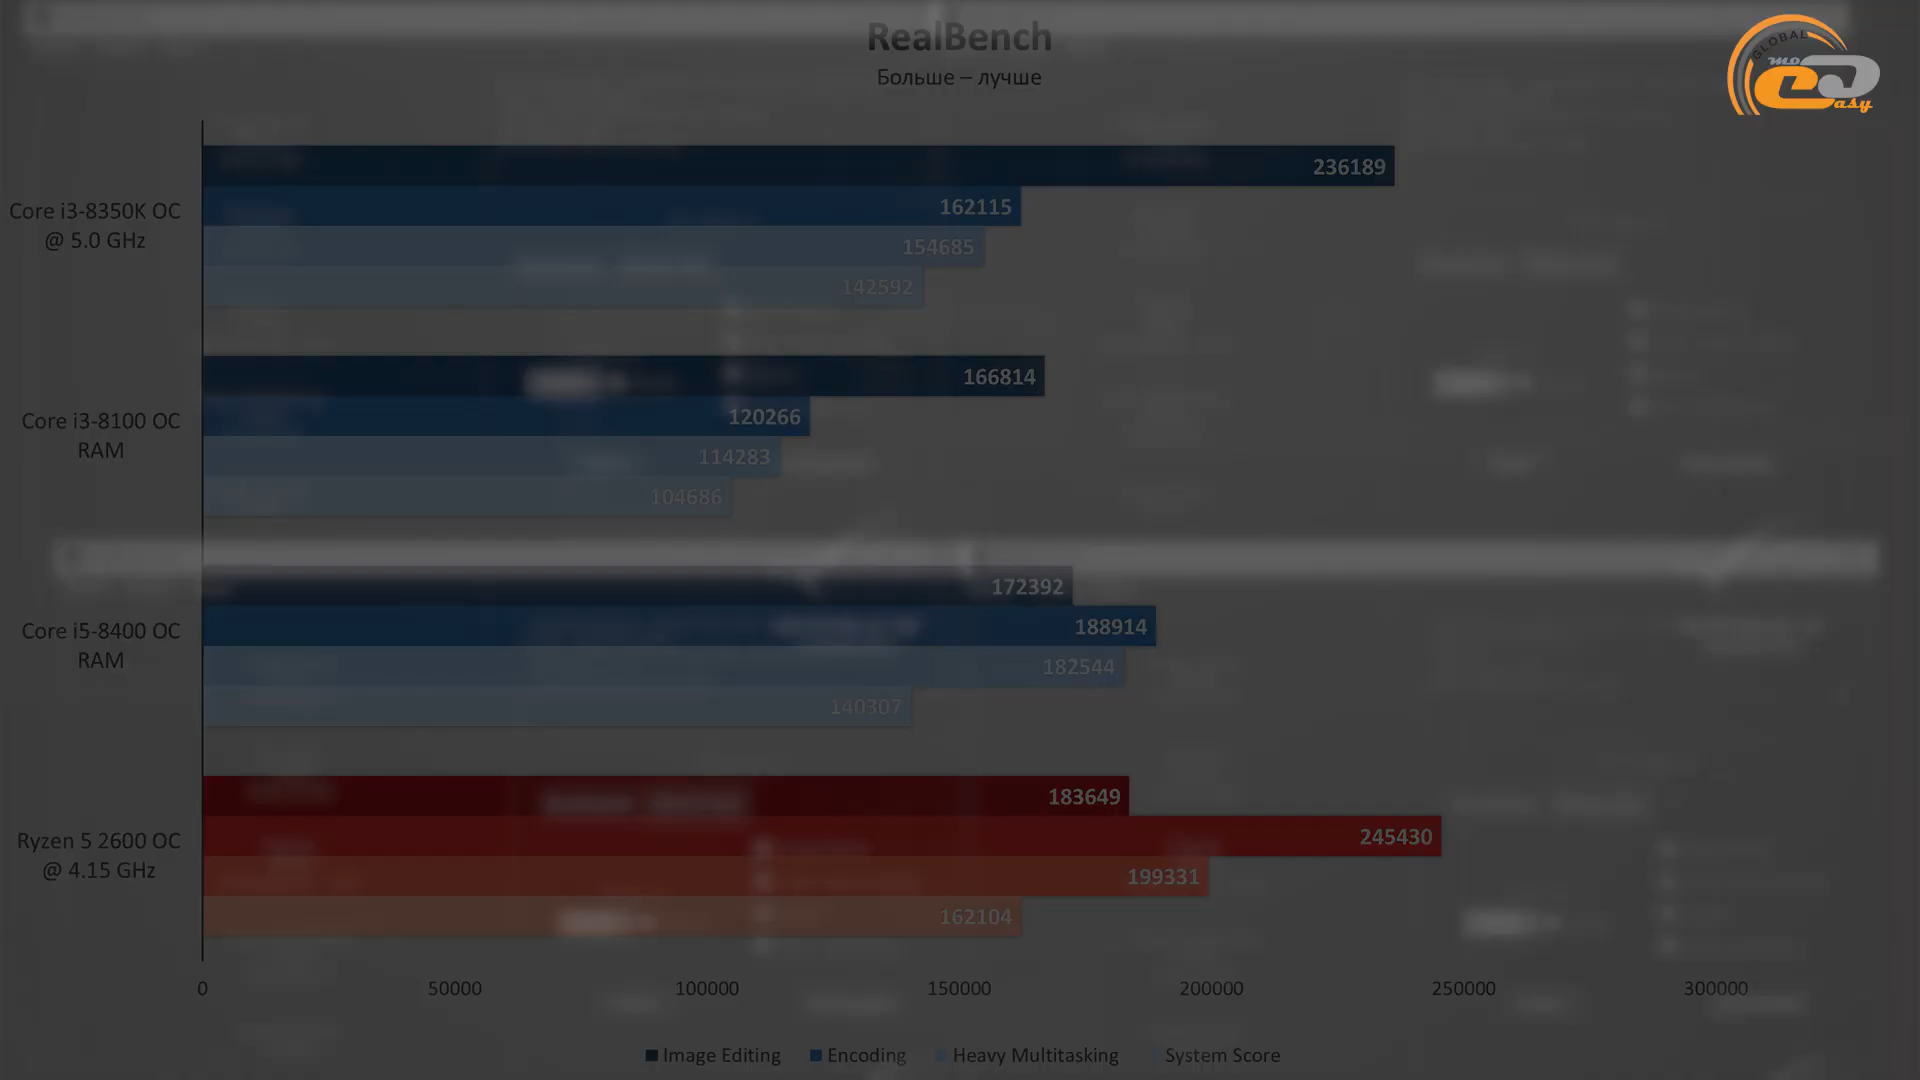 RealBench
Больше – лучше
GLOBAL
mo
easy
Core i3-8350K OC
@ 5.0 GHz
236189
162115
154685
142592
Core i3-8100 OC
RAM
166814
120266
114283
104686
Core i5-8400 OC
RAM
172392
188914
182544
140307
Ryzen 5 2600 OC
@ 4.15 GHz
183649
245430
199331
162104
0 50000 100000 150000 200000 250000 300000
Image Editing Encoding Heavy Multitasking System Score